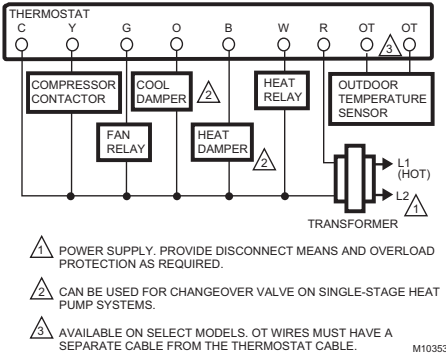 THERMOSTAT
C Y G O B W R OT OT
3
COMPRESSOR
CONTACTOR
COOL
DAMPER
2
HEAT
RELAY
OUTDOOR
TEMPERATURE
SENSOR
FAN
RELAY
HEAT
DAMPER
2
L1
(HOT)
L2
1
TRANSFORMER
1 POWER SUPPLY. PROVIDE DISCONNECT MEANS AND OVERLOAD
PROTECTION AS REQUIRED.
2 CAN BE USED FOR CHANGEOVER VALVE ON SINGLE-STAGE HEAT
PUMP SYSTEMS.
3 AVAILABLE ON SELECT MODELS. OT WIRES MUST HAVE A
SEPARATE CABLE FROM THE THERMOSTAT CABLE.
M10353